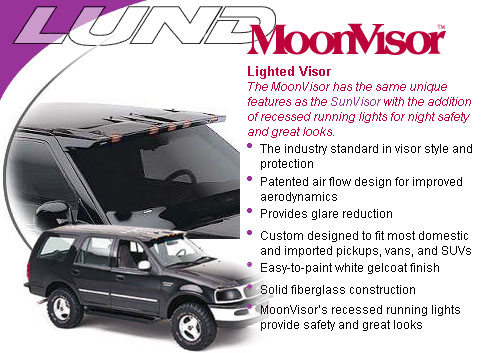 LUND
MoonVisor™
Lighted Visor
The MoonVisor has the same unique
features as the SunVisor with the addition
of recessed running lights for night safety
and great looks.
• The industry standard in visor style and
protection
• Patented air flow design for improved
aerodynamics
• Provides glare reduction
• Custom designed to fit most domestic
and imported pickups, vans, and SUVs
• Easy-to-paint white gelcoat finish
• Solid fiberglass construction
• MoonVisor's recessed running lights
provide safety and great looks